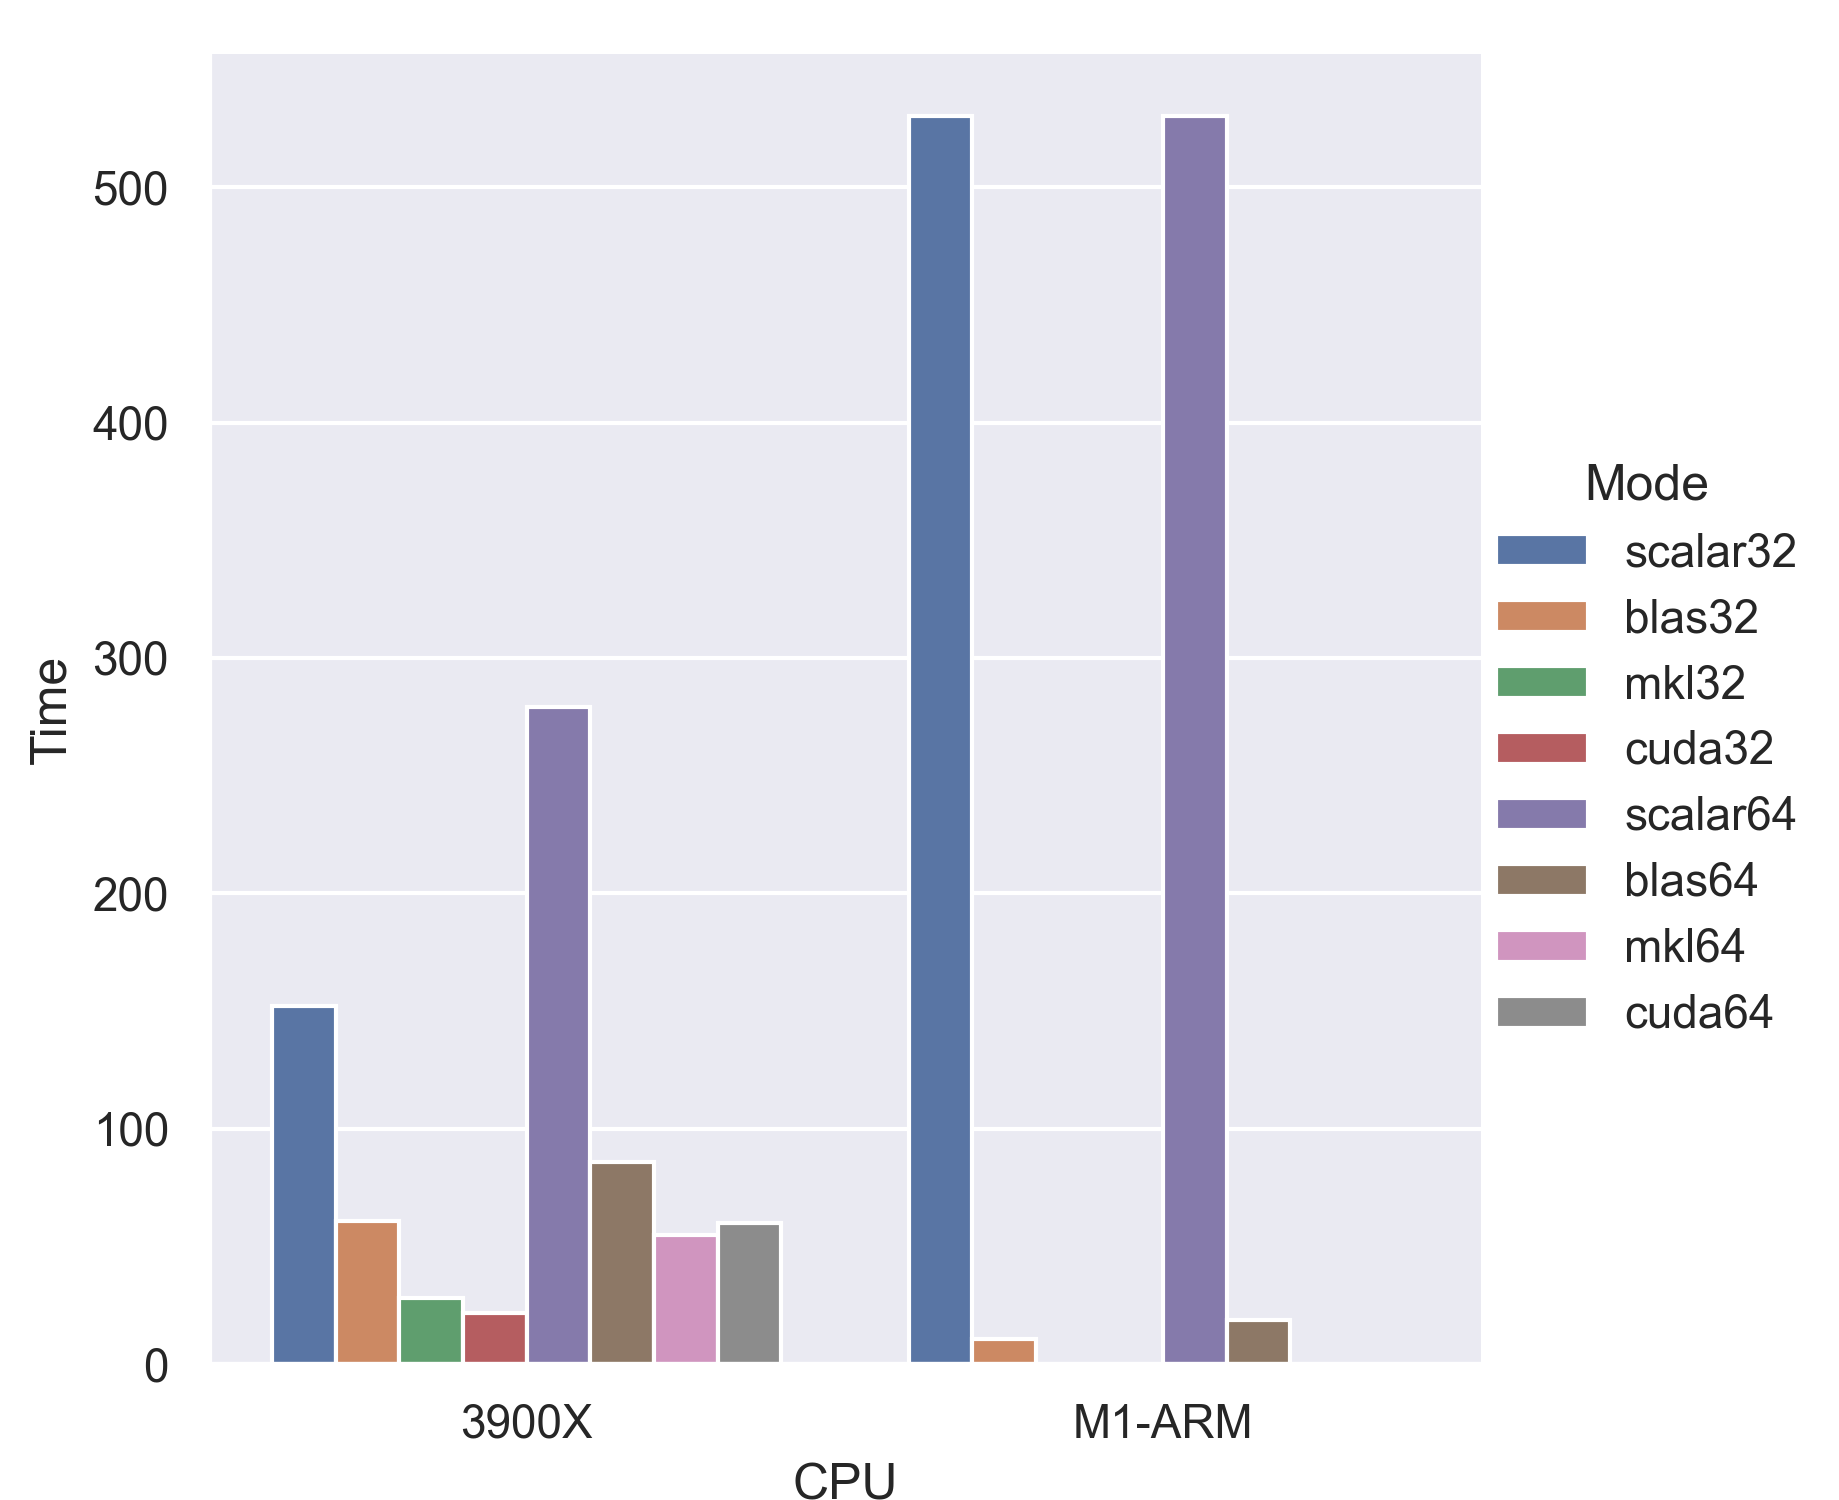 Time
500
400
300
200
100
0
3900X
M1-ARM
CPU
Mode
scalar32
blas32
mkl32
cuda32
scalar64
blas64
mkl64
cuda64